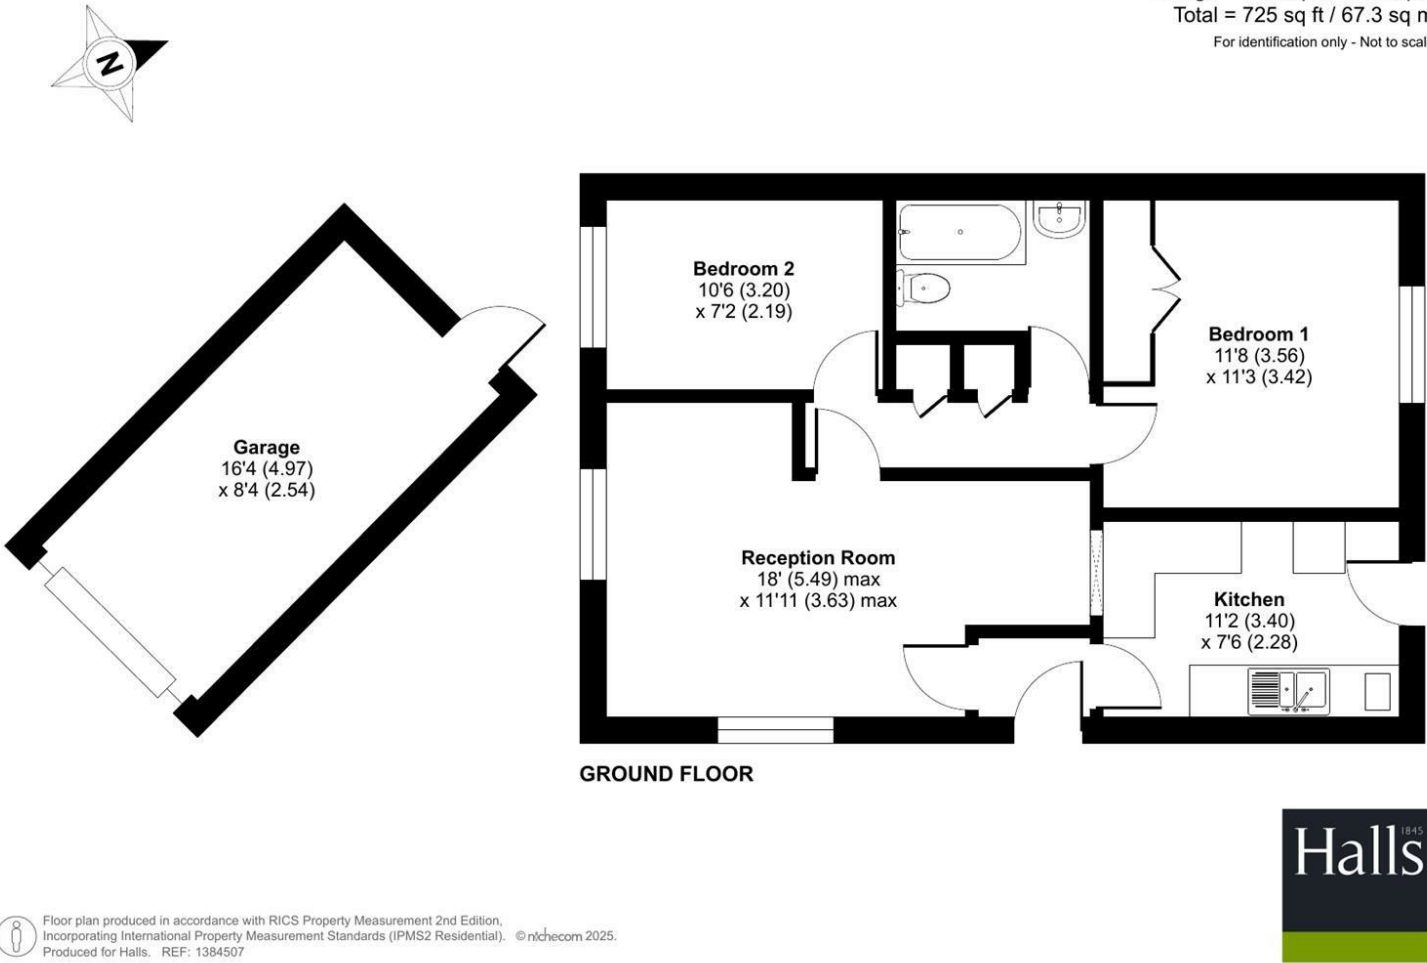 Total = 725 sq ft / 67.3 sq m
For identification only - Not to scal
N
Bedroom 2
10'6 (3.20)
x 7'2 (2.19)
Bedroom 1
11'8 (3.56)
x 11'3 (3.42)
Garage
16'4 (4.97)
x 8'4 (2.54)
Reception Room
18' (5.49) max
x 11'11 (3.63) max
Kitchen
11'2 (3.40)
x 7'6 (2.28)
GROUND FLOOR
1845
Halls
Floor plan produced in accordance with RICS Property Measurement 2nd Edition,
Incorporating International Property Measurement Standards (IPMS2 Residential). © nichecom 2025.
Produced for Halls. REF: 1384507